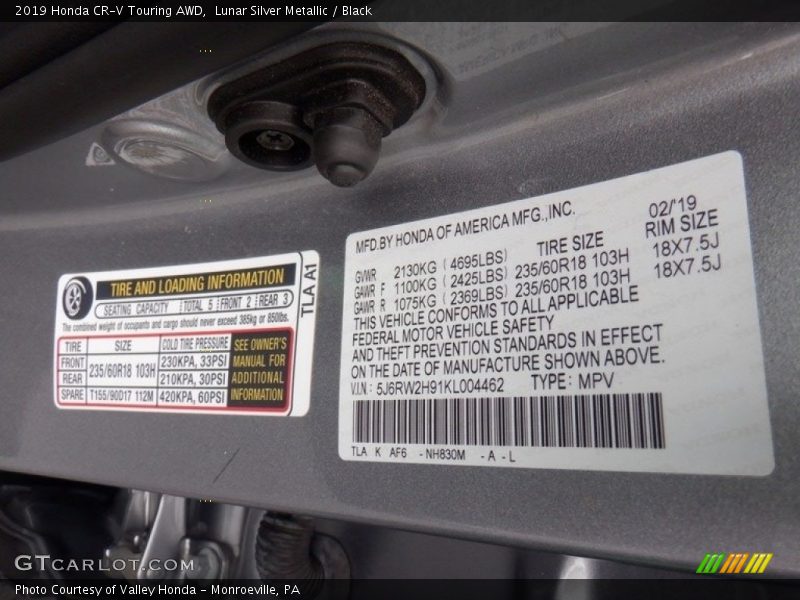 2019 Honda CR-V Touring AWD,  Lunar Silver Metallic / Black
MFD.BY HONDA OF AMERICA MFG.,INC. 02/'19
TIRE SIZE RIM SIZE
GVWR 2130KG ( 4695LBS)
GAWR F 1100KG ( 2425LBS) 235/60R18 103H 18X7.5J
GAWR R 1075KG ( 2369LBS) 235/60R18 103H 18X7.5J
THIS VEHICLE CONFORMS TO ALL APPLICABLE
FEDERAL MOTOR VEHICLE SAFETY
AND THEFT PREVENTION STANDARDS IN EFFECT
ON THE DATE OF MANUFACTURE SHOWN ABOVE.
V.I.N: 5J6RW2H91KL004462 TYPE: MPV
TLA K AF6 -NH830M -A -L
TIRE AND LOADING INFORMATION
SEATING CAPACITY TOTAL 5 FRONT 2 REAR 3
The combined weight of occupants and cargo should never exceed 385kg or 850lbs.
TIRE SIZE COLD TIRE PRESSURE
FRONT 235/60R18 103H 230KPA, 33PSI
REAR 210KPA, 30PSI
SPARE T155/90D17 112M 420KPA, 60PSI
SEE OWNER'S
MANUAL FOR
ADDITIONAL
INFORMATION
TLA A1
GTCARLOT.COM
Photo Courtesy of Valley Honda - Monroeville, PA